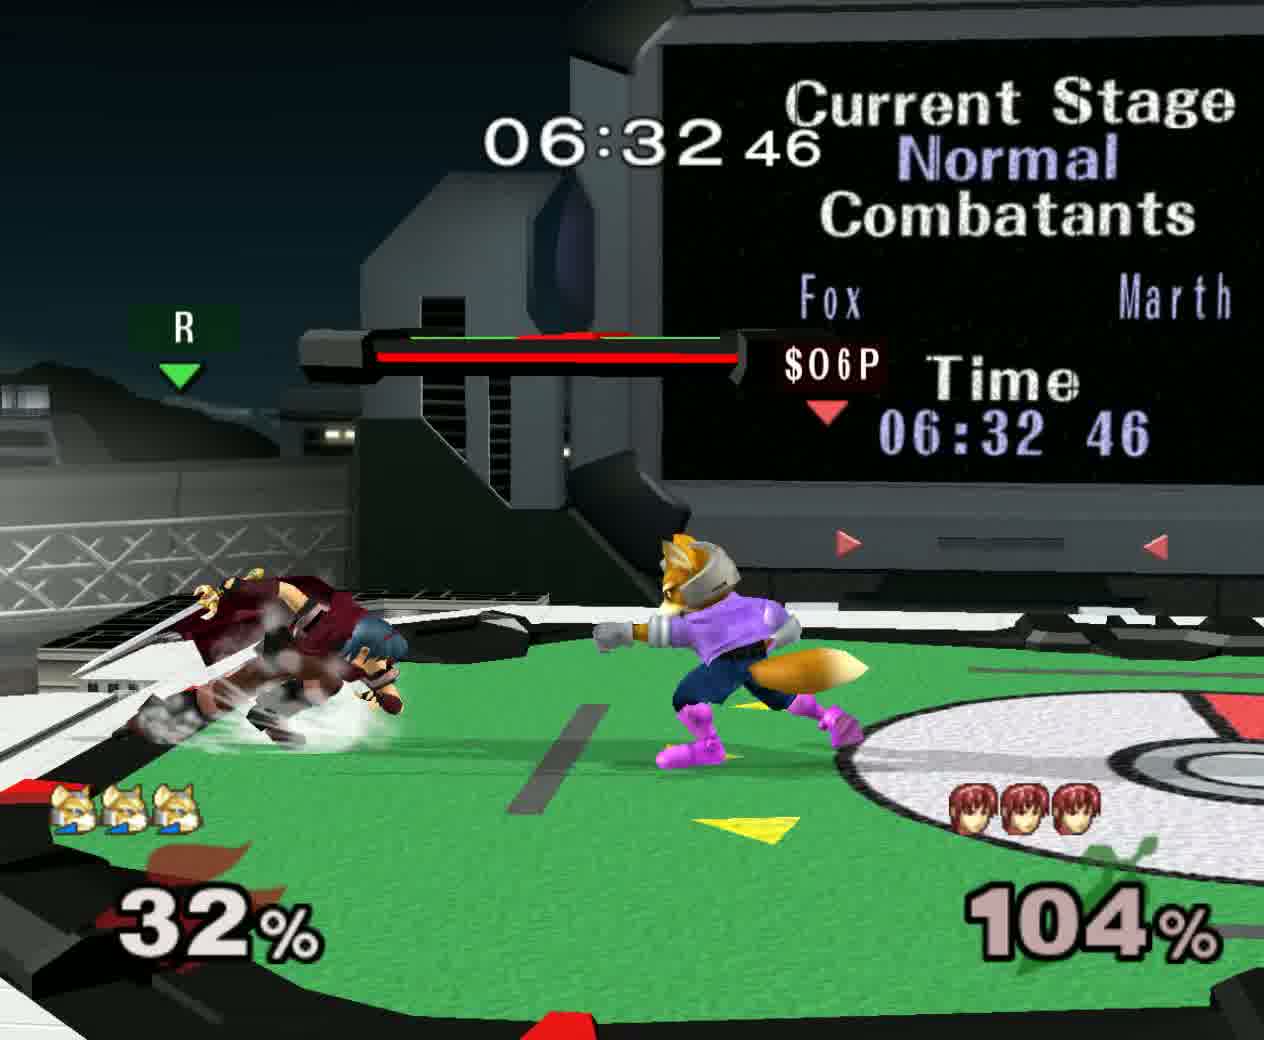 Current Stage
06:32 46
Normal
Combatants
Fox Marth
R
$06P
Time
06:32 46
32%
104%